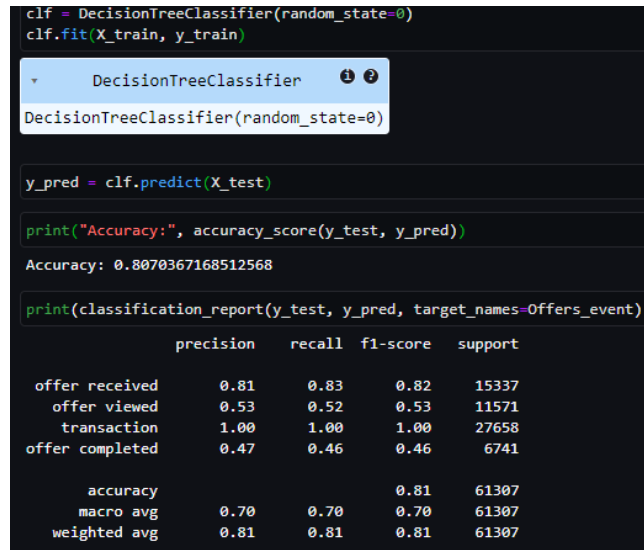 clf = DecisionTreeClassifier(random_state=0)
clf.fit(X_train, y_train)
DecisionTreeClassifier
DecisionTreeClassifier(random_state=0)
y_pred = clf.predict(X_test)
print("Accuracy:", accuracy_score(y_test, y_pred))
Accuracy: 0.8070367168512568
print(classification_report(y_test, y_pred, target_names=Offers_event)
precision recall f1-score support
offer received 0.81 0.83 0.82 15337
offer viewed 0.53 0.52 0.53 11571
transaction 1.00 1.00 1.00 27658
offer completed 0.47 0.46 0.46 6741
accuracy 0.81 61307
macro avg 0.70 0.70 0.70 61307
weighted avg 0.81 0.81 0.81 61307